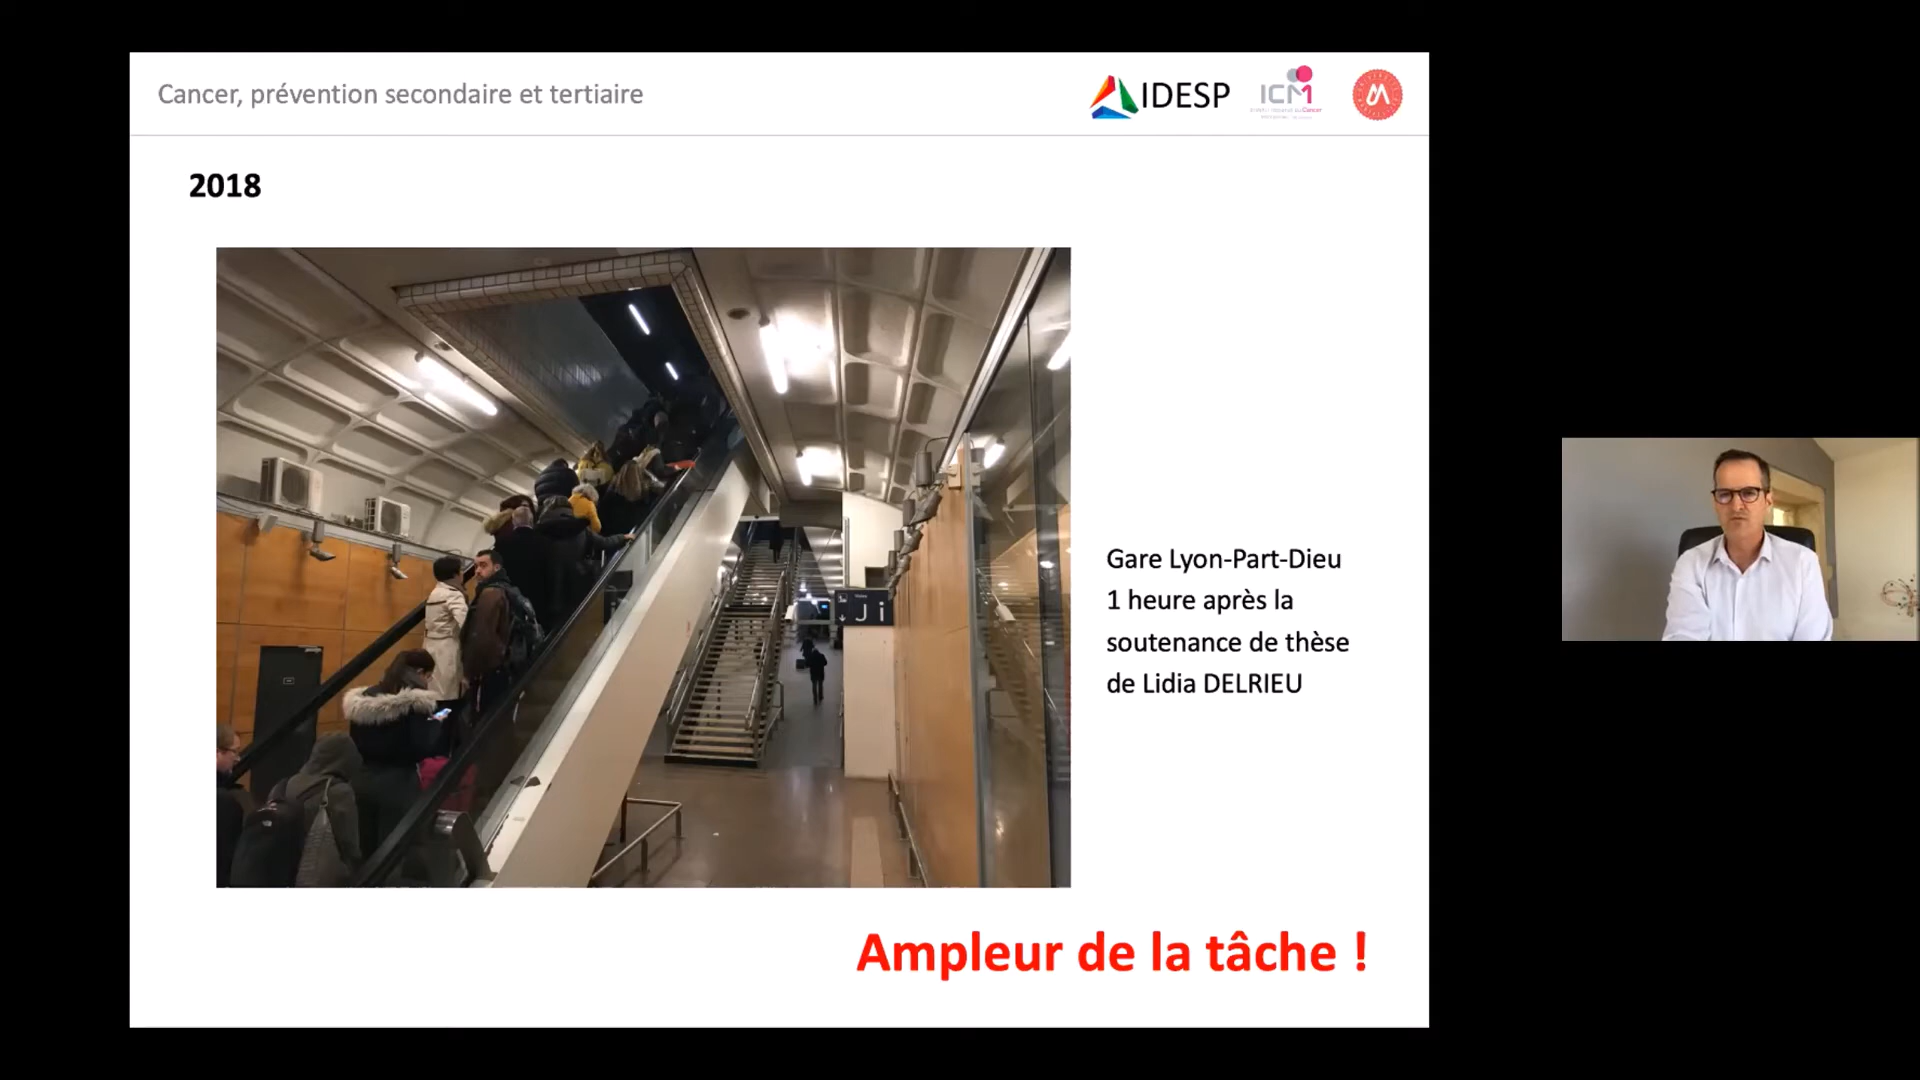 Cancer, prévention secondaire et tertiaire
IDESP
ICM
2018
J i
Gare Lyon-Part-Dieu
1 heure après la
soutenance de thèse
de Lidia DELRIEU
Ampleur de la tâche !